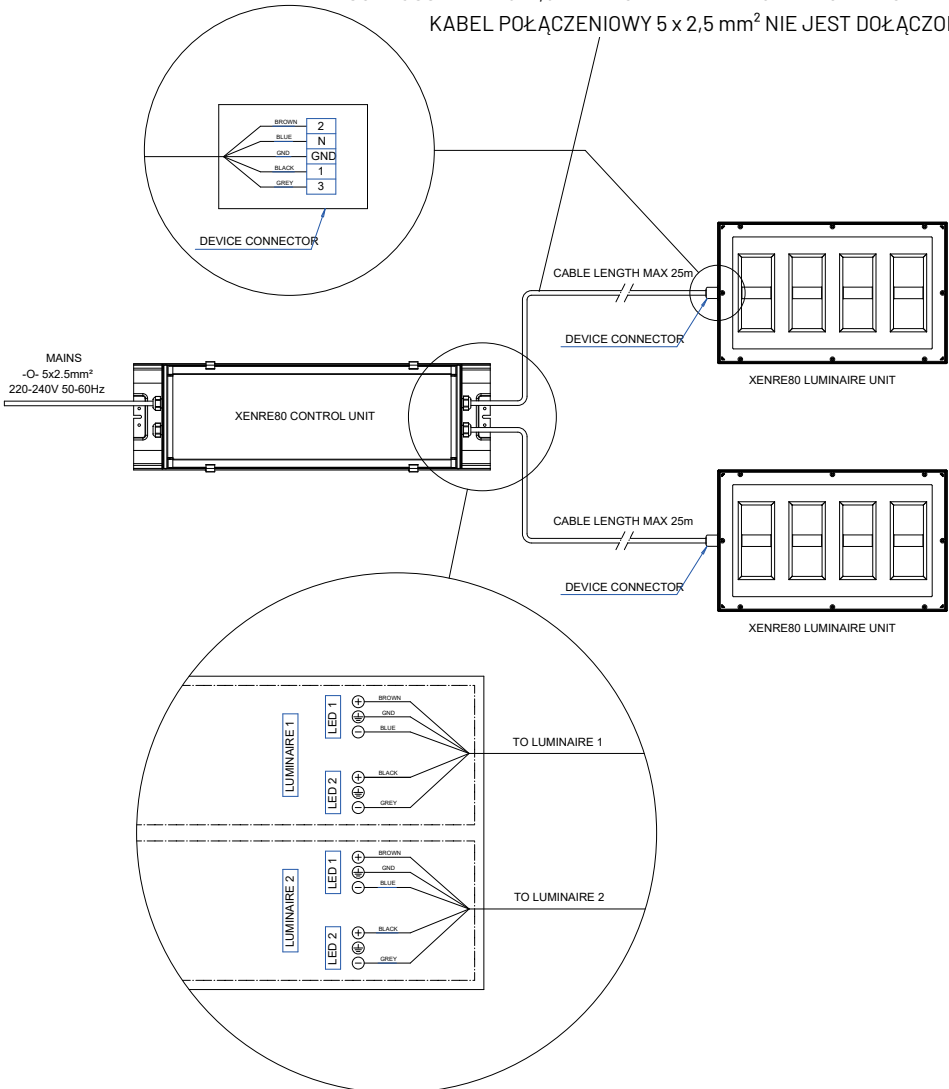 KABEL POŁĄCZENIOWY 5 x 2,5 mm² NIE JEST DOŁĄCZO
BROWN 2
BLUE N
GND GND
BLACK 1
GREY 3
DEVICE CONNECTOR
CABLE LENGTH MAX 25m
DEVICE CONNECTOR
XENRE80 LUMINAIRE UNIT
MAINS
-O- 5x2.5mm²
220-240V 50-60Hz
XENRE80 CONTROL UNIT
CABLE LENGTH MAX 25m
DEVICE CONNECTOR
XENRE80 LUMINAIRE UNIT
LUMINAIRE 1
LED 1
BROWN
GND
BLUE
TO LUMINAIRE 1
LED 2
BLACK
GREY
LUMINAIRE 2
LED 1
BROWN
GND
BLUE
TO LUMINAIRE 2
LED 2
BLACK
GREY